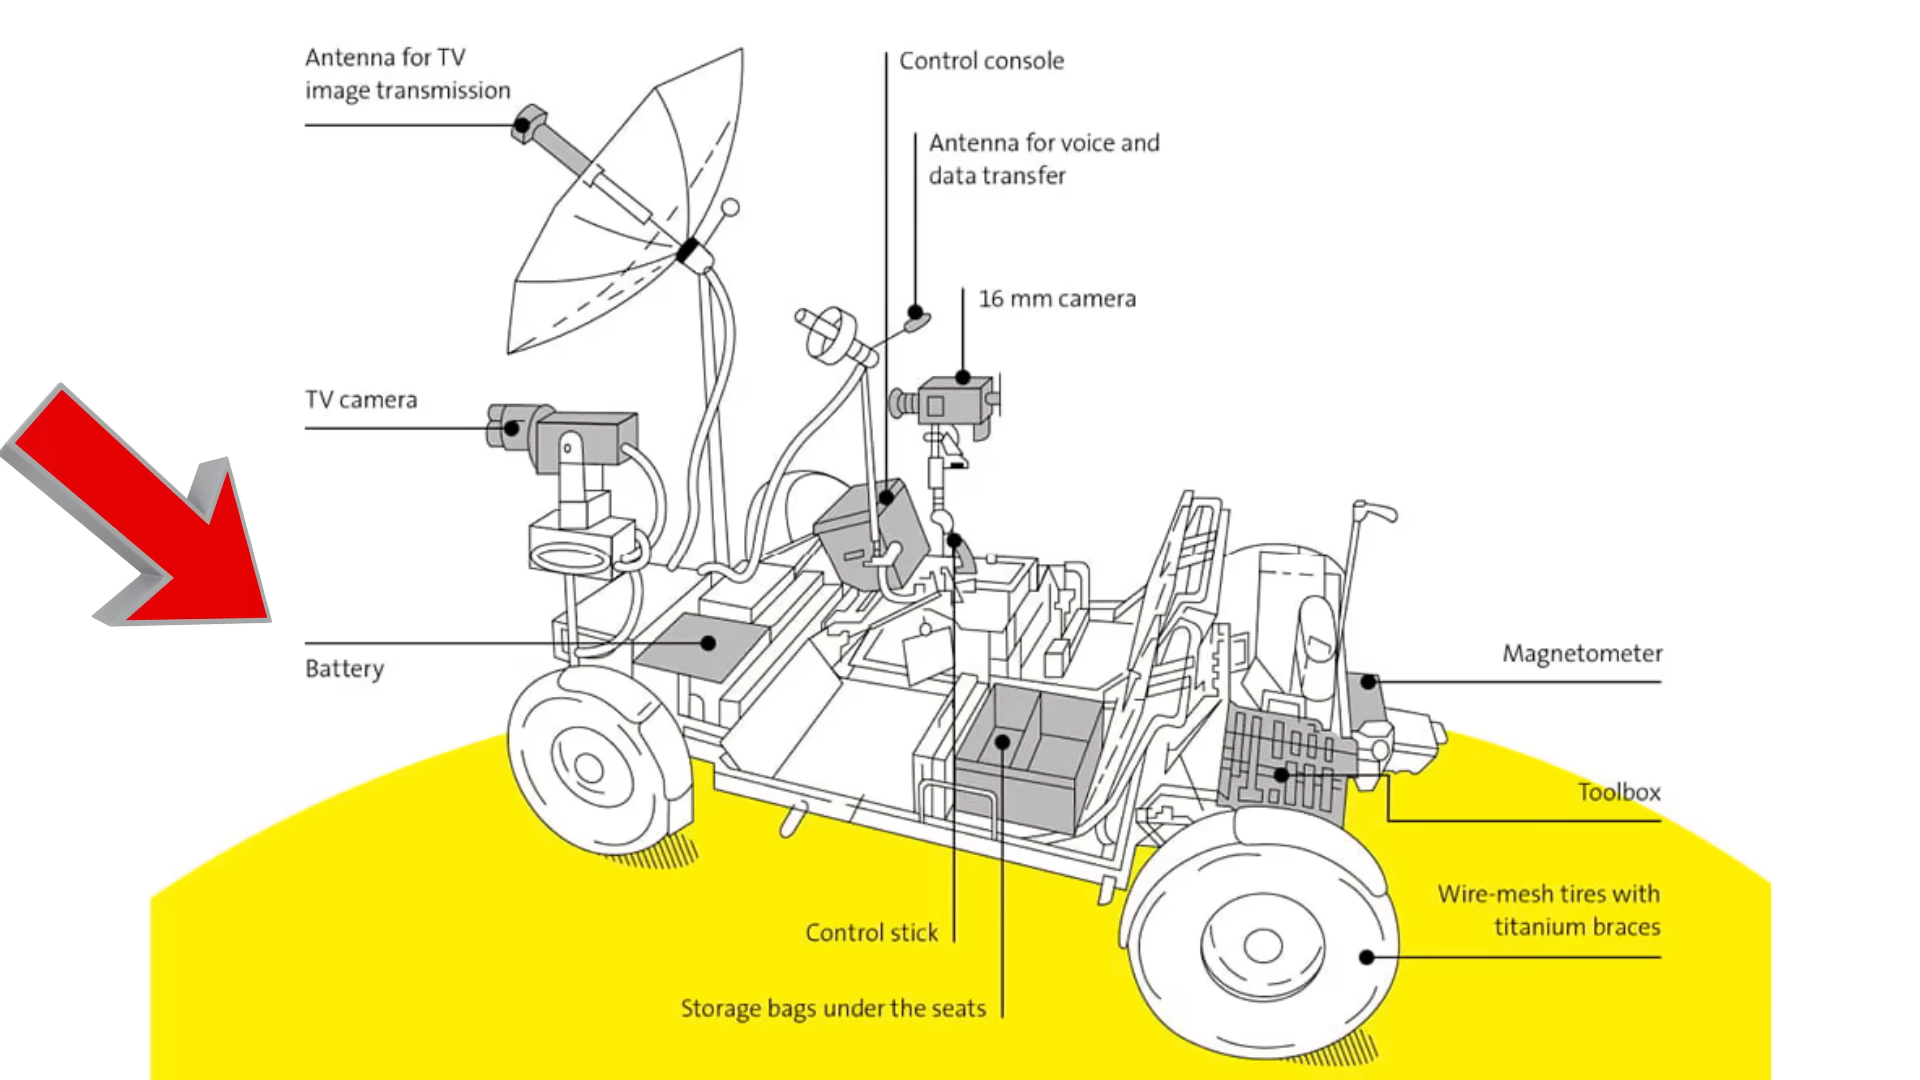 Antenna for TV
image transmission
Control console
Antenna for voice and
data transfer
16 mm camera
TV camera
Battery
Magnetometer
Toolbox
Wire-mesh tires with
titanium braces
Control stick
Storage bags under the seats